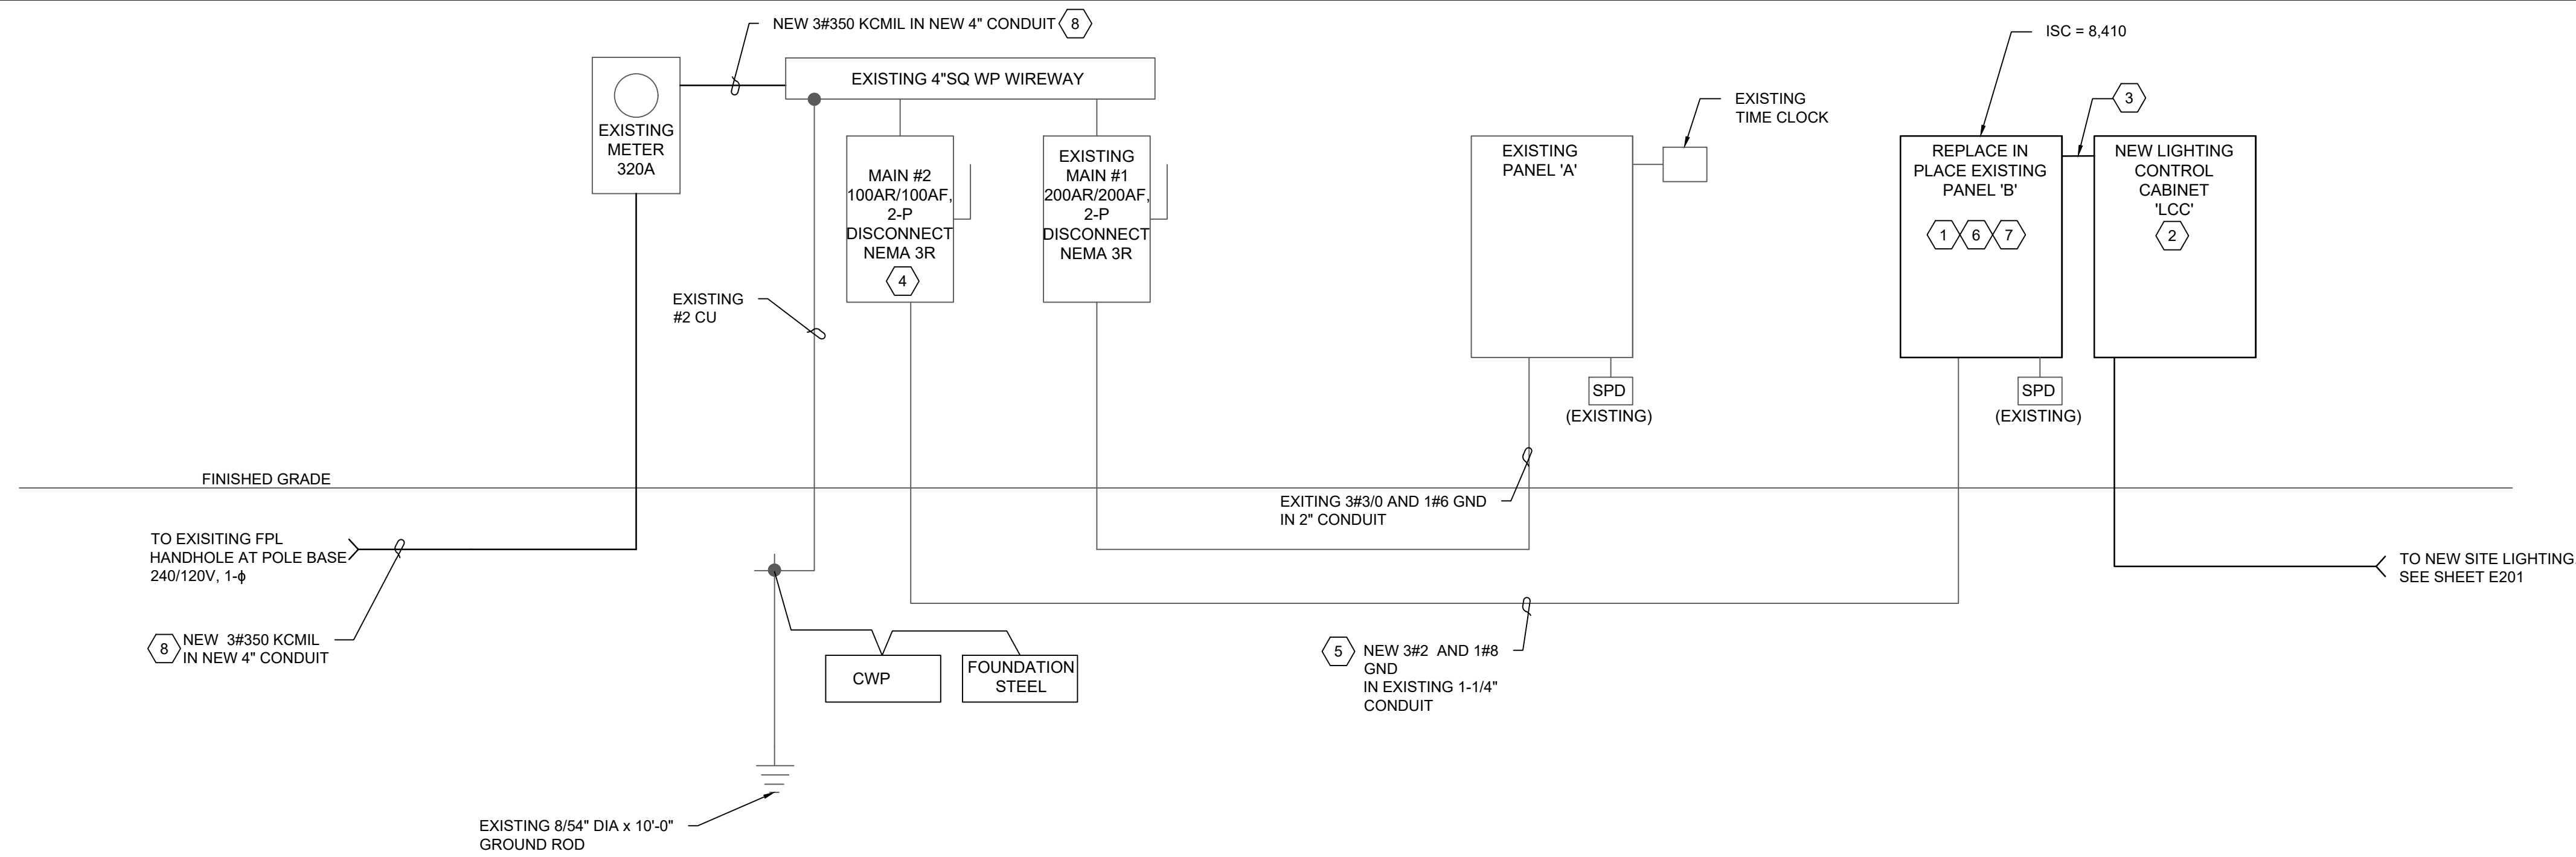 NEW 3#350 KCMIL IN NEW 4" CONDUIT
8
EXISTING 4"SQ WP WIREWAY
EXISTING
METER
320A
MAIN #2
100AR/100AF,
2-P
DISCONNECT
NEMA 3R
4
EXISTING
MAIN #1
200AR/200AF,
2-P
DISCONNECT
NEMA 3R
EXISTING
#2 CU
EXISTING
PANEL 'A'
EXISTING
TIME CLOCK
SPD
(EXISTING)
ISC = 8,410
3
REPLACE IN
PLACE EXISTING
PANEL 'B'
1
6
7
SPD
(EXISTING)
NEW LIGHTING
CONTROL
CABINET
'LCC'
2
FINISHED GRADE
TO EXISITING FPL
HANDHOLE AT POLE BASE
240/120V, 1-ϕ
8
NEW 3#350 KCMIL
IN NEW 4" CONDUIT
EXITING 3#3/0 AND 1#6 GND
IN 2" CONDUIT
TO NEW SITE LIGHTING,
SEE SHEET E201
CWP
FOUNDATION
STEEL
5
NEW 3#2 AND 1#8
GND
IN EXISTING 1-1/4"
CONDUIT
EXISTING 8/54" DIA x 10'-0"
GROUND ROD